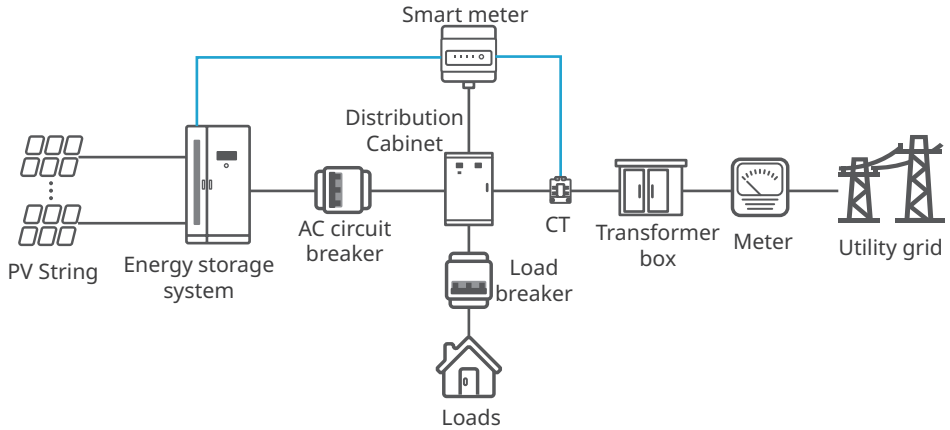 Smart meter
Distribution
Cabinet
PV String
Energy storage
system
AC circuit
breaker
CT
Transformer
box
Meter
Utility grid
Load
breaker
Loads